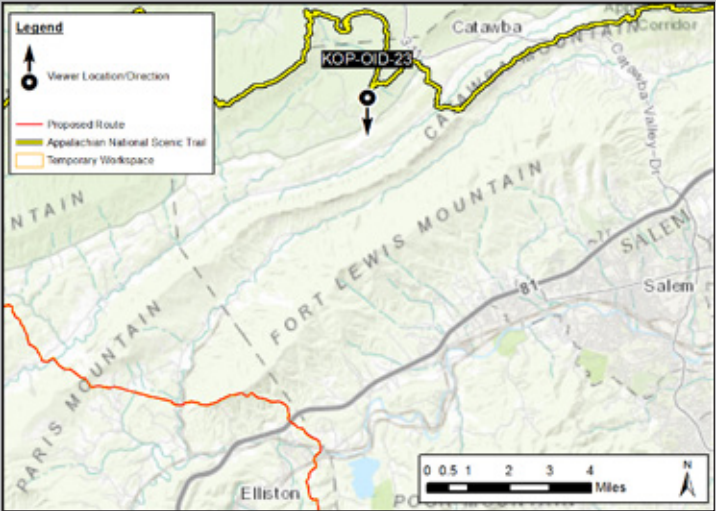 Legend
Viewer Location/Direction
Proposed Route
Appalachian National Scenic Trail
Temporary Workspace
Catawba
Corridor
KOP-OID-23
CATAWBA MOUNTAIN
Catawba-Valley-Dr
NTAIN
FORT LEWIS MOUNTAIN
SALEM
81
Salem
PARIS MOUNTAIN
Elliston
0 0.5 1 2 3 4
Miles
N